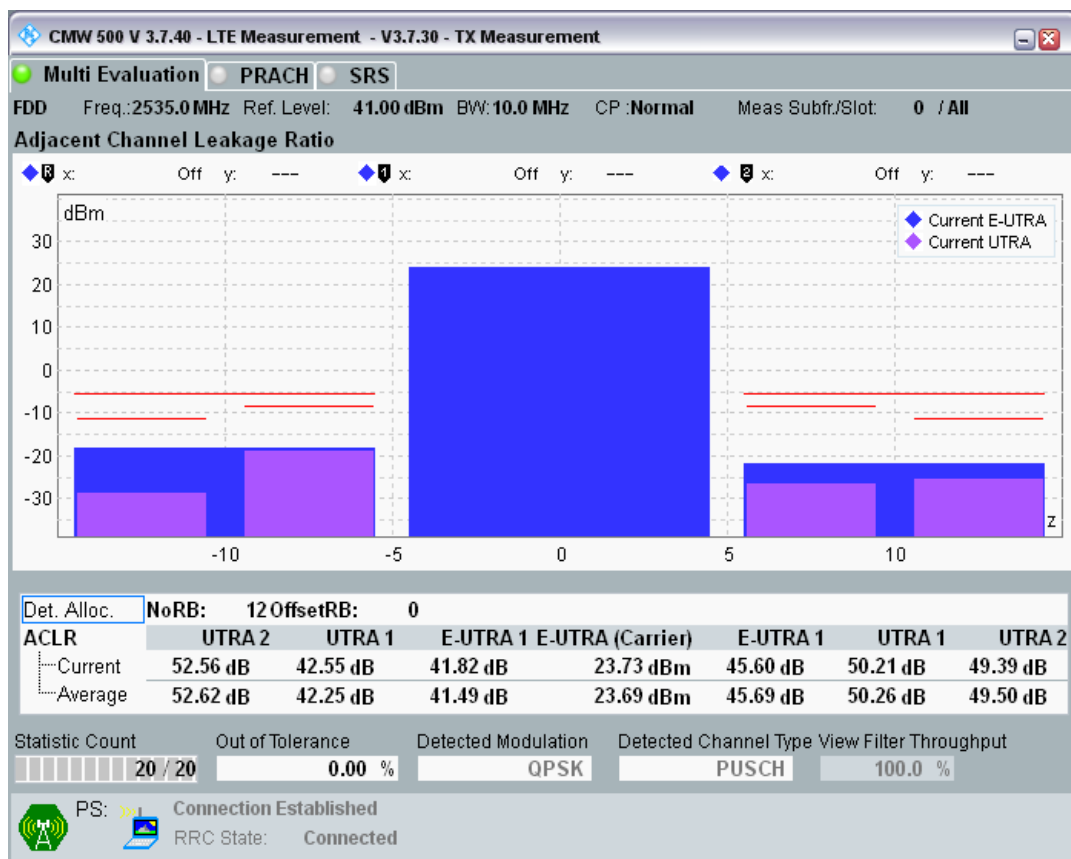 CMW 500 V 3.7.40 - LTE Measurement - V3.7.30 - TX Measurement
Multi Evaluation PRACH SRS
FDD Freq.:2535.0 MHz Ref. Level: 41.00 dBm BW:10.0 MHz CP :Normal Meas Subfr./Slot: 0 / All
Adjacent Channel Leakage Ratio
R x: Off y: --- 1 x: Off y: --- 2 x: Off y: ---
dBm
Current E-UTRA
Current UTRA
30
20
10
0
-10
-20
-30
z
-10 -5 0 5 10
Det. Alloc. NoRB: 12 OffsetRB: 0
ACLR UTRA 2 UTRA 1 E-UTRA 1 E-UTRA (Carrier) E-UTRA 1 UTRA 1 UTRA 2
Current 52.56 dB 42.55 dB 41.82 dB 23.73 dBm 45.60 dB 50.21 dB 49.39 dB
Average 52.62 dB 42.25 dB 41.49 dB 23.69 dBm 45.69 dB 50.26 dB 49.50 dB
Statistic Count Out of Tolerance Detected Modulation Detected Channel Type View Filter Throughput
20 / 20 0.00 % QPSK PUSCH 100.0 %
PS: Connection Established
RRC State: Connected